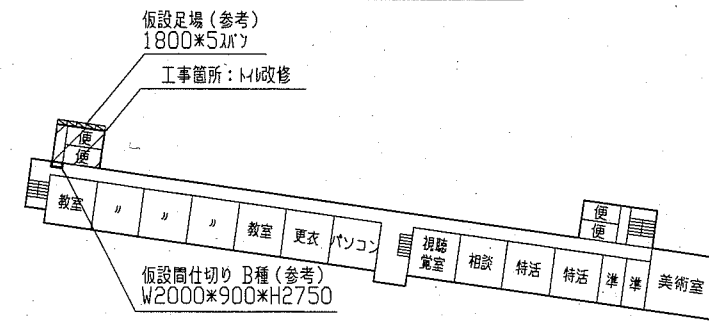 仮設足場(参考)
1800*5スパン
工事箇所:トイレ改修
便
便
教室
〃
〃
〃
教室
更衣
パソコン
視聴
覚室
相談
特活
特活
準
準
美術室
便
便
仮設間仕切り B種(参考)
W2000*900*H2750